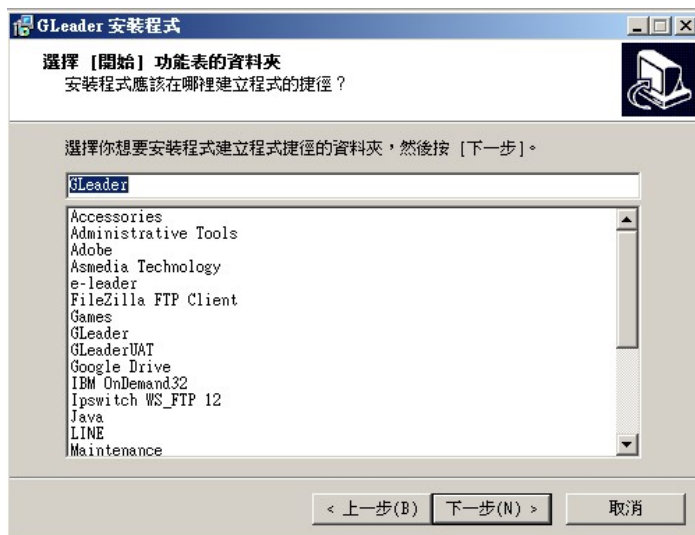 GLeader 安裝程式
選擇 [開始] 功能表的資料夾
安裝程式應該在哪裡建立程式的捷徑？
選擇你想要安裝程式建立程式捷徑的資料夾，然後按 [下一步]。
GLeader
Accessories
Administrative Tools
Adobe
Asmedia Technology
e-leader
FileZilla FTP Client
Games
GLeader
GLeaderUAT
Google Drive
IBM OnDemand32
Ipswitch WS_FTP 12
Java
LINE
Maintenance
< 上一步(B) 下一步(N) > 取消